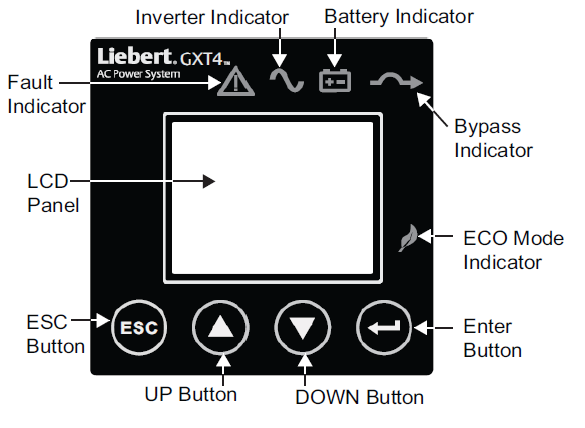 Inverter Indicator
Battery Indicator
Liebert® GXT4™
AC Power System
Fault
Indicator
Bypass
Indicator
LCD
Panel
ECO Mode
Indicator
ESC
Button
ESC
Enter
Button
UP Button
DOWN Button